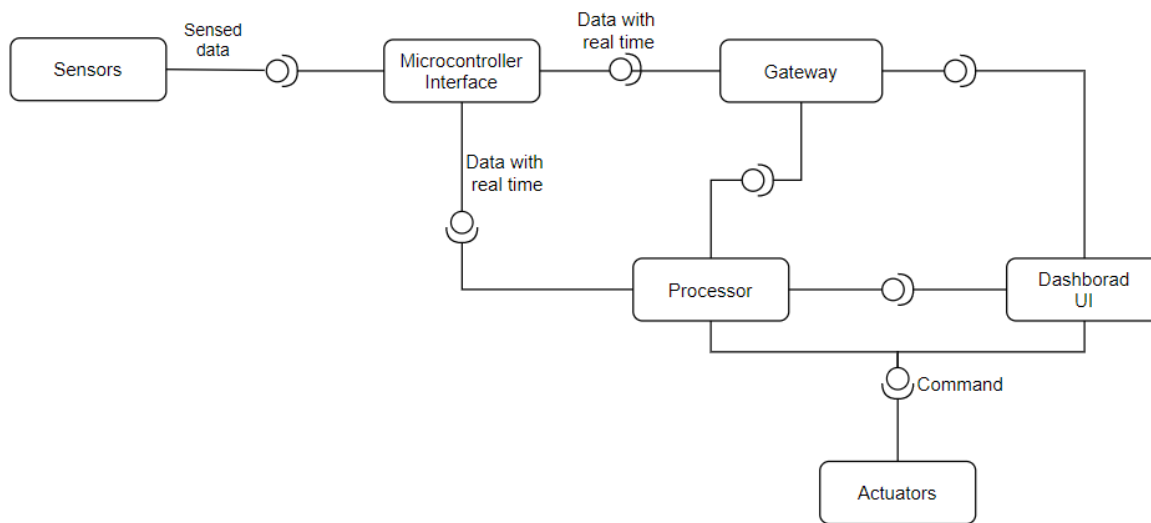 Sensed
data
Data with
real time
Sensors
Microcontroller
Interface
Gateway
Data with
real time
Processor
Dashborad
UI
Command
Actuators